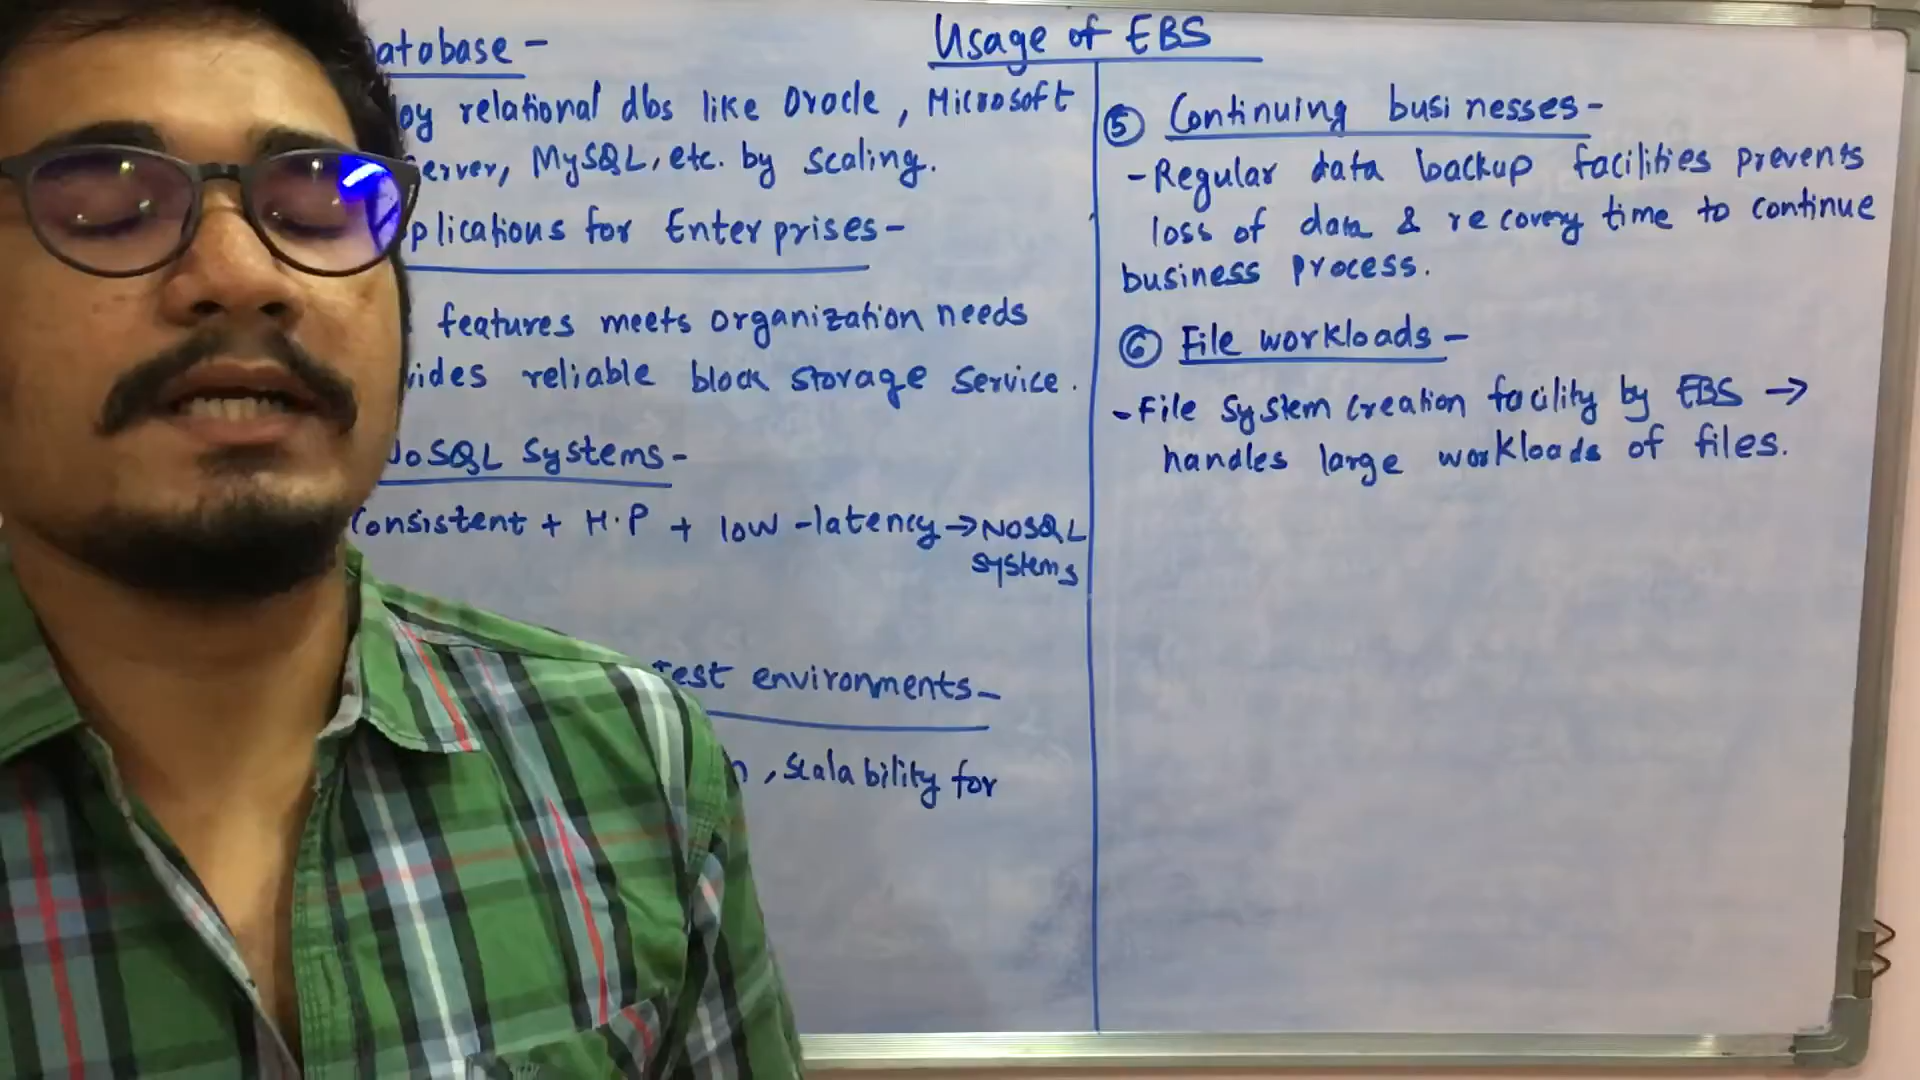 Usage of EBS
atabase -
oy relational dbs like Oracle, Microsoft
erver, MySQL, etc. by scaling.
plications for Enterprises -
features meets organization needs
ides reliable block storage service.
NoSQL Systems -
Consistent + H.P + low-latency → NOSQL
systems
Test environments -
n, scalability for
⑤ Continuing businesses -
- Regular data backup facilities prevents
loss of data & recovery time to continue
business process.
⑥ File workloads -
- File system creation facility by EBS →
handles large workloads of files.